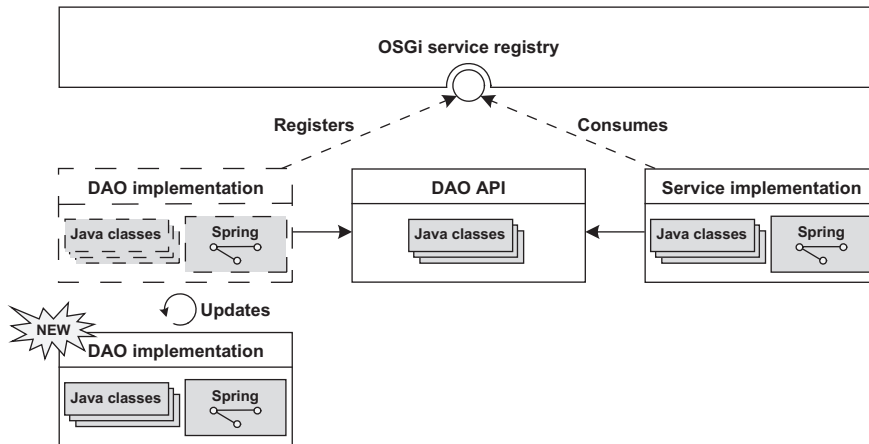 OSGi service registry
Registers
Consumes
DAO implementation
DAO API
Service implementation
Java classes
Spring
Java classes
Java classes
Spring
Updates
NEW
DAO implementation
Java classes
Spring